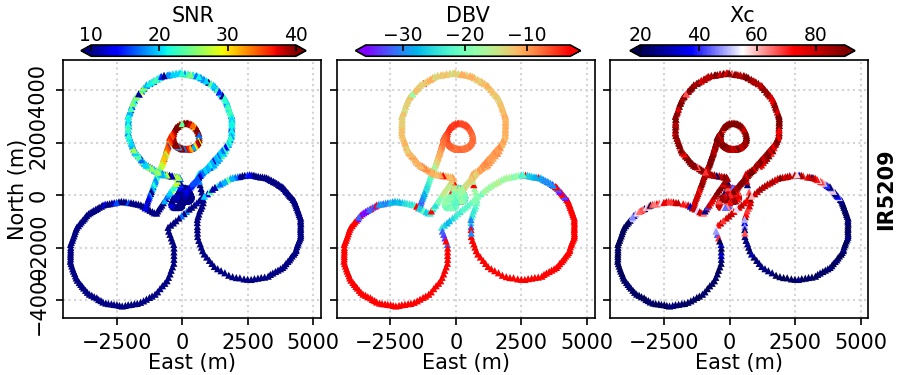 SNR DBV Xc
10 20 30 40 −30 −20 −10 20 40 60 80
North (m)
4000
2000
0
−2000
−4000
IR5209
−2500 0 2500 5000 −2500 0 2500 5000 −2500 0 2500 5000
East (m) East (m) East (m)